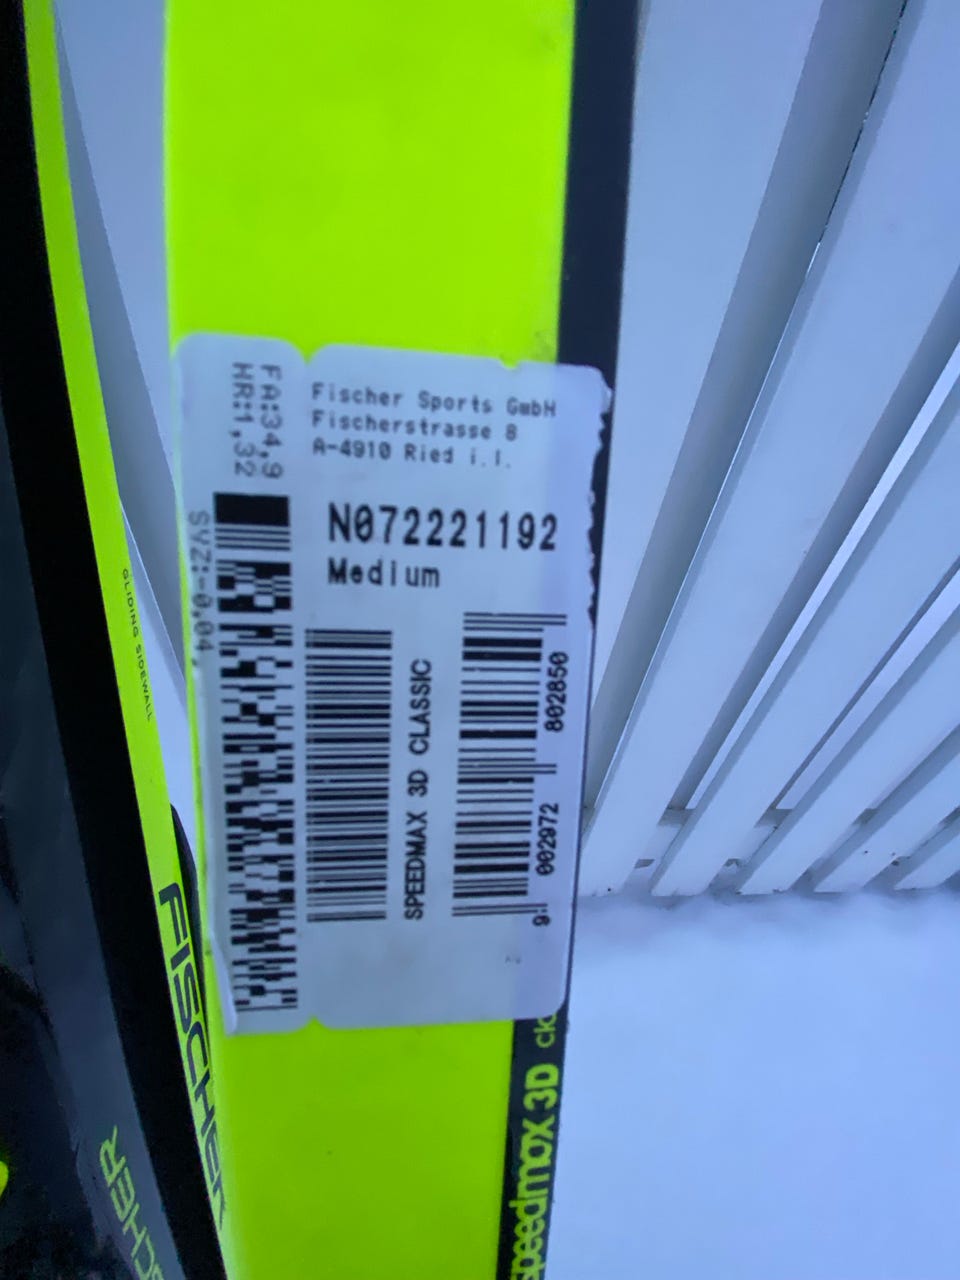 Fischer Sports GmbH
Fischerstrasse 8
A-4910 Ried i.I.
N072221192
Medium
FA:34,9
HR:1,32
SVZ:-0,04
SPEEDMAX 3D CLASSIC
9 002972 802850
GLIDING SIDEWALL
FISCHER
SCHER
speedmax 3D